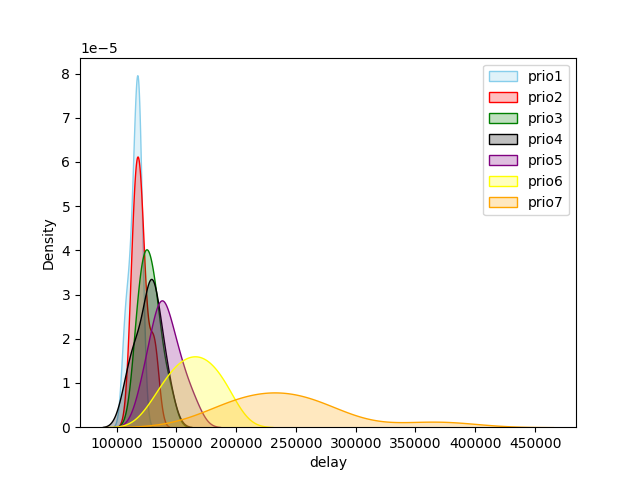 1e−5
8
7
6
5
4
3
2
1
0
Density
100000 150000 200000 250000 300000 350000 400000 450000
delay
prio1
prio2
prio3
prio4
prio5
prio6
prio7